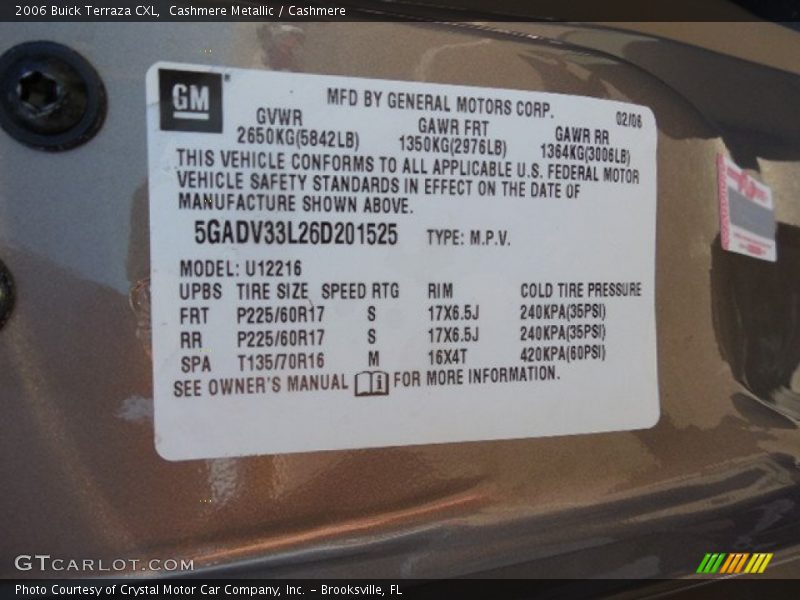 2006 Buick Terraza CXL, Cashmere Metallic / Cashmere
GM
MFD BY GENERAL MOTORS CORP. 02/06
GVWR GAWR FRT GAWR RR
2650KG(5842LB) 1350KG(2976LB) 1364KG(3006LB)
THIS VEHICLE CONFORMS TO ALL APPLICABLE U.S. FEDERAL MOTOR
VEHICLE SAFETY STANDARDS IN EFFECT ON THE DATE OF
MANUFACTURE SHOWN ABOVE.
5GADV33L26D201525 TYPE: M.P.V.
MODEL: U12216
UPBS TIRE SIZE SPEED RTG RIM COLD TIRE PRESSURE
FRT P225/60R17 S 17X6.5J 240KPA(35PSI)
RR P225/60R17 S 17X6.5J 240KPA(35PSI)
SPA T135/70R16 M 16X4T 420KPA(60PSI)
SEE OWNER'S MANUAL i FOR MORE INFORMATION.
GTCARLOT.COM
Photo Courtesy of Crystal Motor Car Company, Inc. – Brooksville, FL